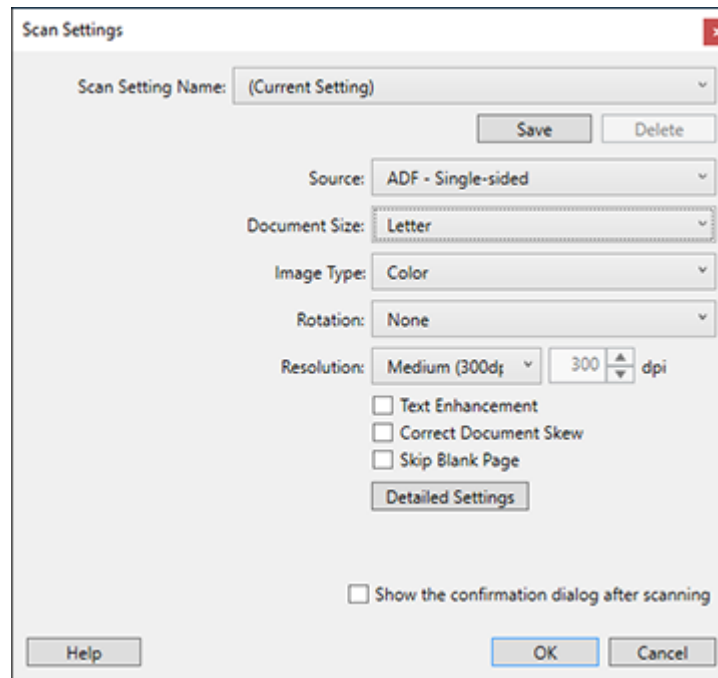 Scan Settings
Scan Setting Name: (Current Setting)
Save Delete
Source: ADF - Single-sided
Document Size: Letter
Image Type: Color
Rotation: None
Resolution: Medium (300dp 300 dpi
Text Enhancement
Correct Document Skew
Skip Blank Page
Detailed Settings
Show the confirmation dialog after scanning
Help OK Cancel